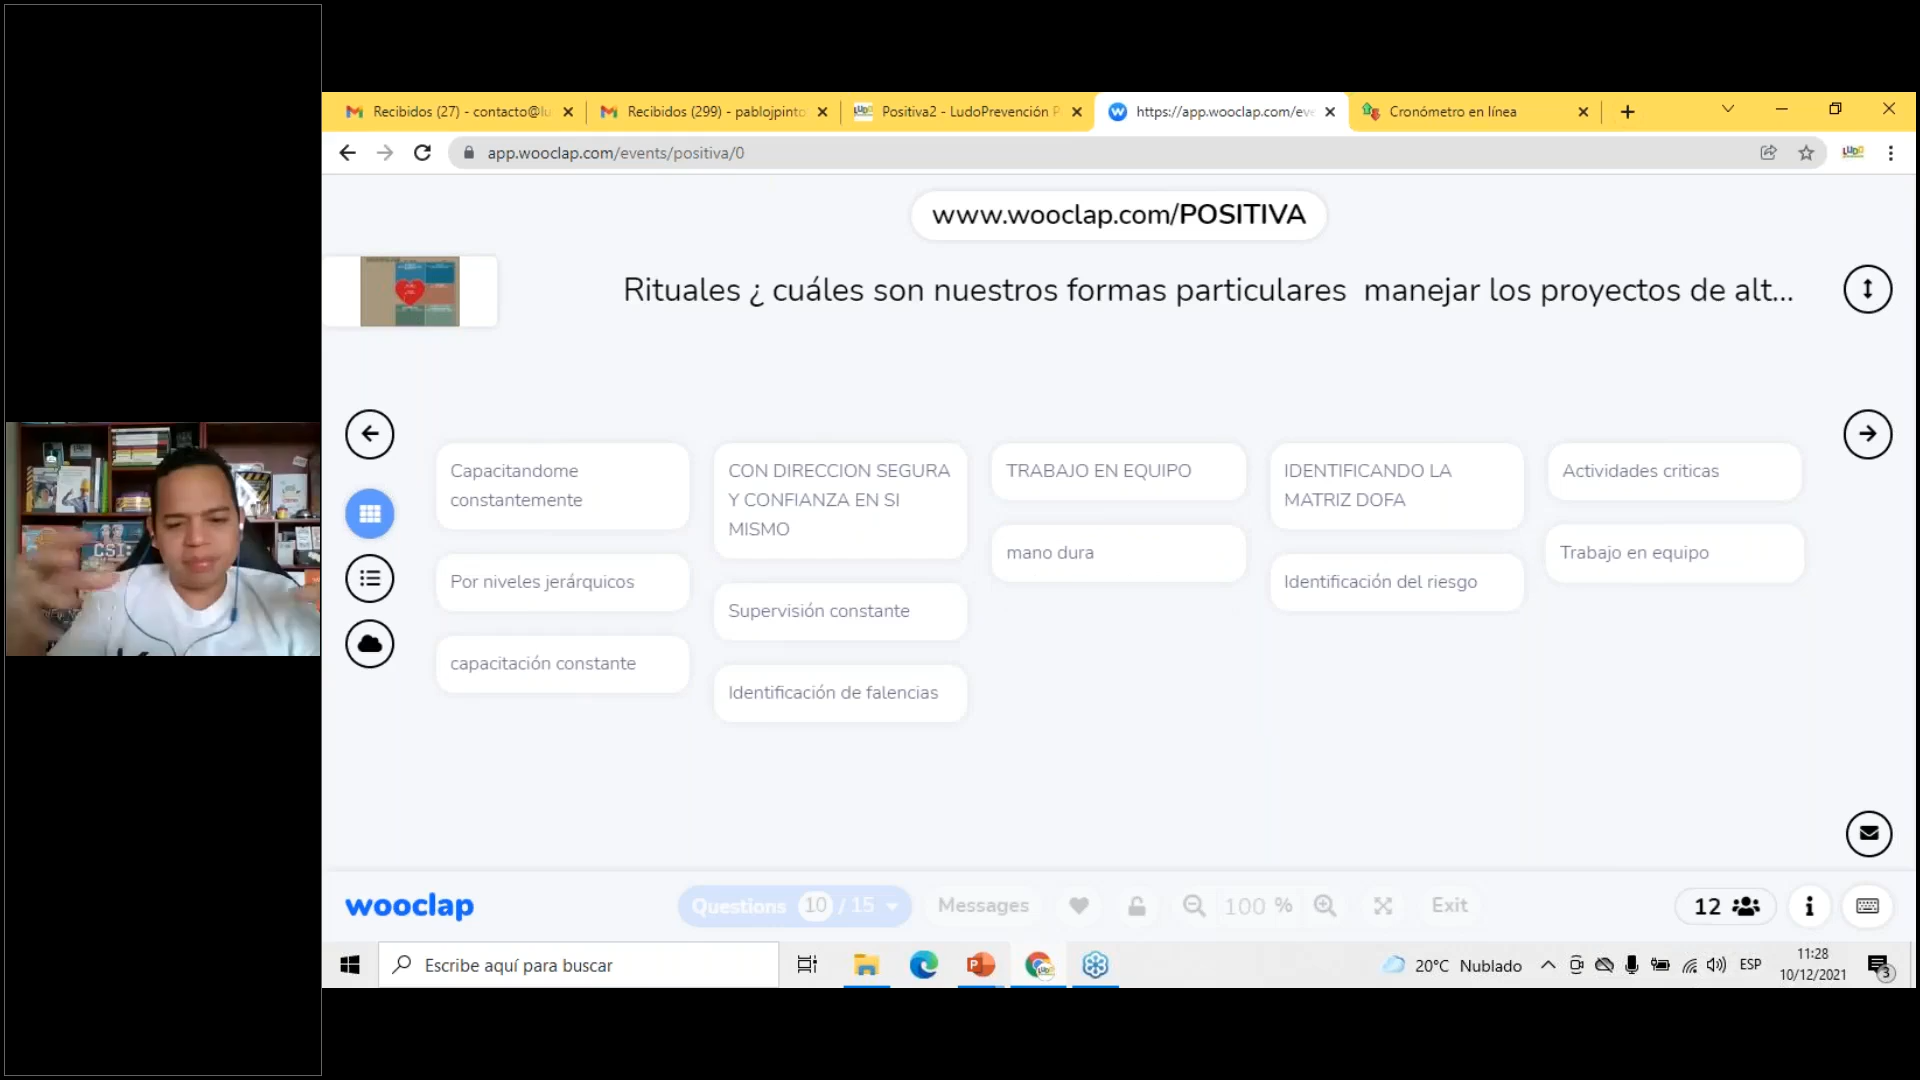 Recibidos (27) - contacto@lu
Recibidos (299) - pablojpinto
Positiva2 - LudoPrevención P
https://app.wooclap.com/eve
Cronómetro en línea
app.wooclap.com/events/positiva/0
www.wooclap.com/POSITIVA
Rituales ¿ cuáles son nuestros formas particulares manejar los proyectos de alt...
Capacitandome
constantemente
Por niveles jerárquicos
capacitación constante
CON DIRECCION SEGURA
Y CONFIANZA EN SI
MISMO
Supervisión constante
Identificación de falencias
TRABAJO EN EQUIPO
mano dura
IDENTIFICANDO LA
MATRIZ DOFA
Identificación del riesgo
Actividades criticas
Trabajo en equipo
CSI:
wooclap
Questions 10 / 15
Messages
100 %
Exit
12
Escribe aquí para buscar
20°C Nublado
ESP
11:28
10/12/2021
3